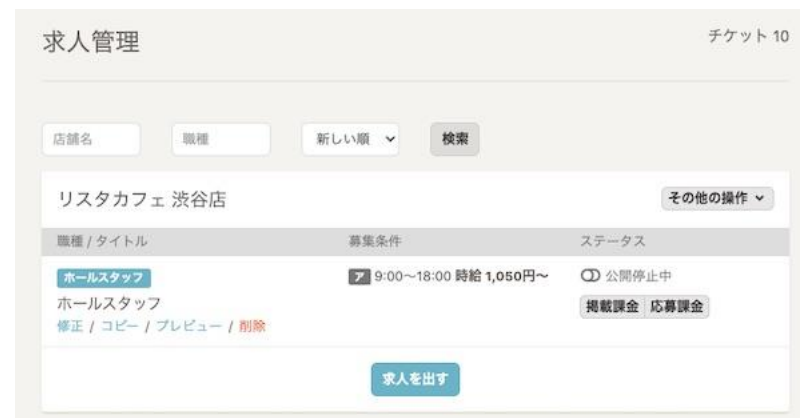 求人管理
チケット 10
店舗名 職種 新しい順 検索
リスタカフェ 渋谷店 その他の操作
職種 / タイトル 募集条件 ステータス
ホールスタッフ ア 9:00〜18:00 時給 1,050円〜 公開停止中
ホールスタッフ 掲載課金 応募課金
修正 / コピー / プレビュー / 削除
求人を出す